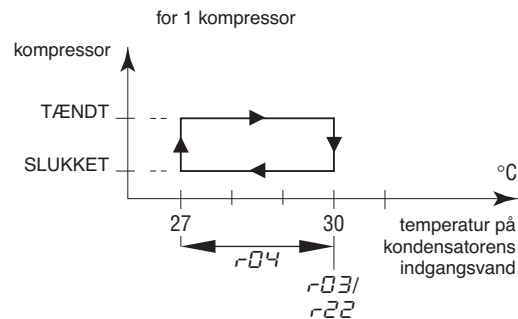 for 1 kompressor
kompressor
TÆNDT
SLUKKET
°C
27
30
temperatur på
kondensatorens
indgangsvand
r04
r03/
r22